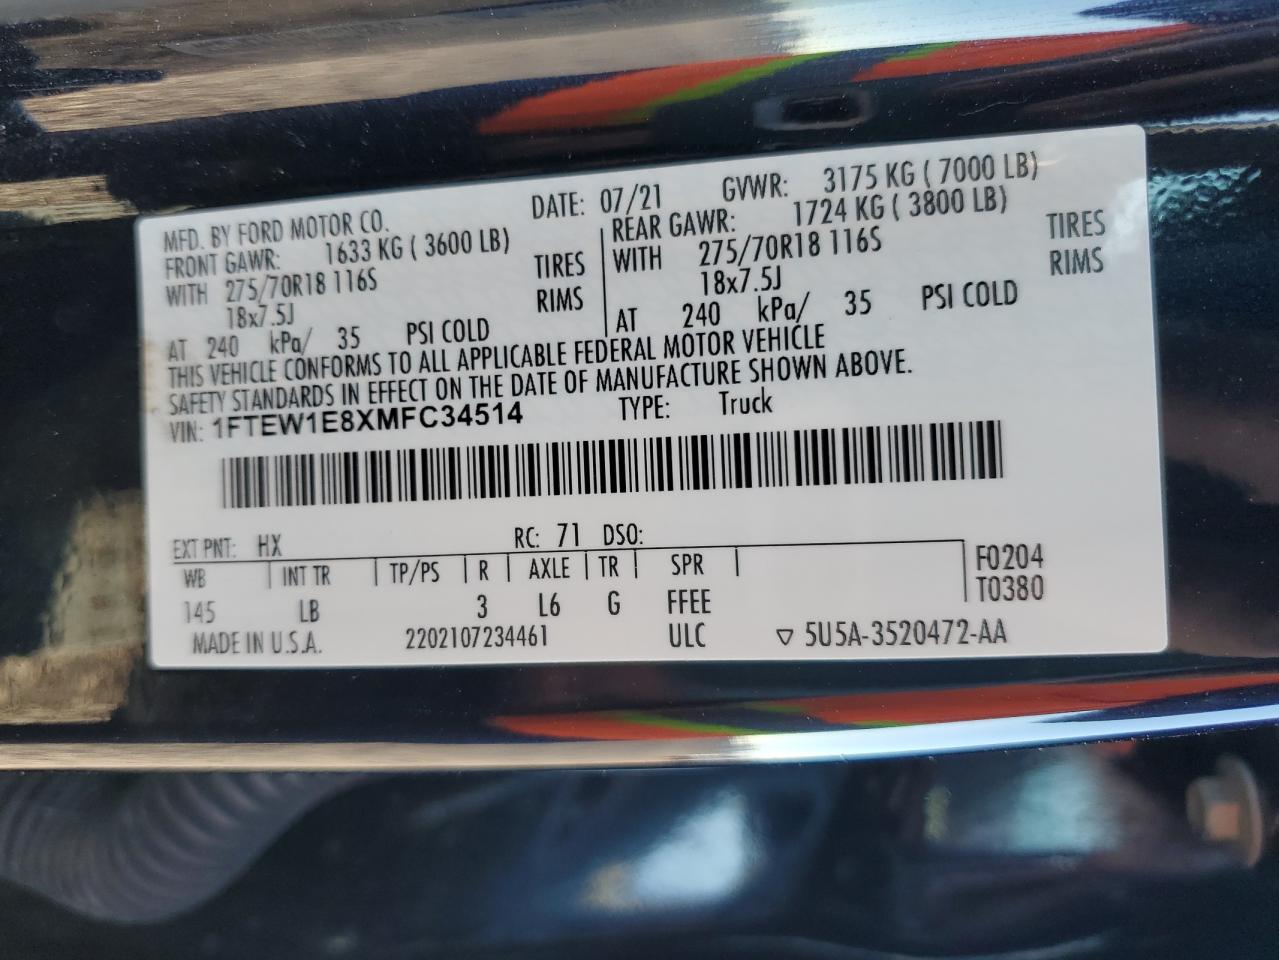 MFD. BY FORD MOTOR CO. DATE: 07/21 GVWR: 3175 KG ( 7000 LB)
FRONT GAWR: 1633 KG ( 3600 LB) REAR GAWR: 1724 KG ( 3800 LB)
WITH 275/70R18 116S TIRES WITH 275/70R18 116S TIRES
18x7.5J RIMS 18x7.5J RIMS
AT 240 kPa/ 35 PSI COLD AT 240 kPa/ 35 PSI COLD
THIS VEHICLE CONFORMS TO ALL APPLICABLE FEDERAL MOTOR VEHICLE
SAFETY STANDARDS IN EFFECT ON THE DATE OF MANUFACTURE SHOWN ABOVE.
VIN: 1FTEW1E8XMFC34514 TYPE: Truck
EXT PNT: HX RC: 71 DSO:
WB INT TR TP/PS R AXLE TR SPR F0204
145 LB 3 L6 G FFEE T0380
MADE IN U.S.A. 2202107234461 ULC ▽ 5U5A-3520472-AA